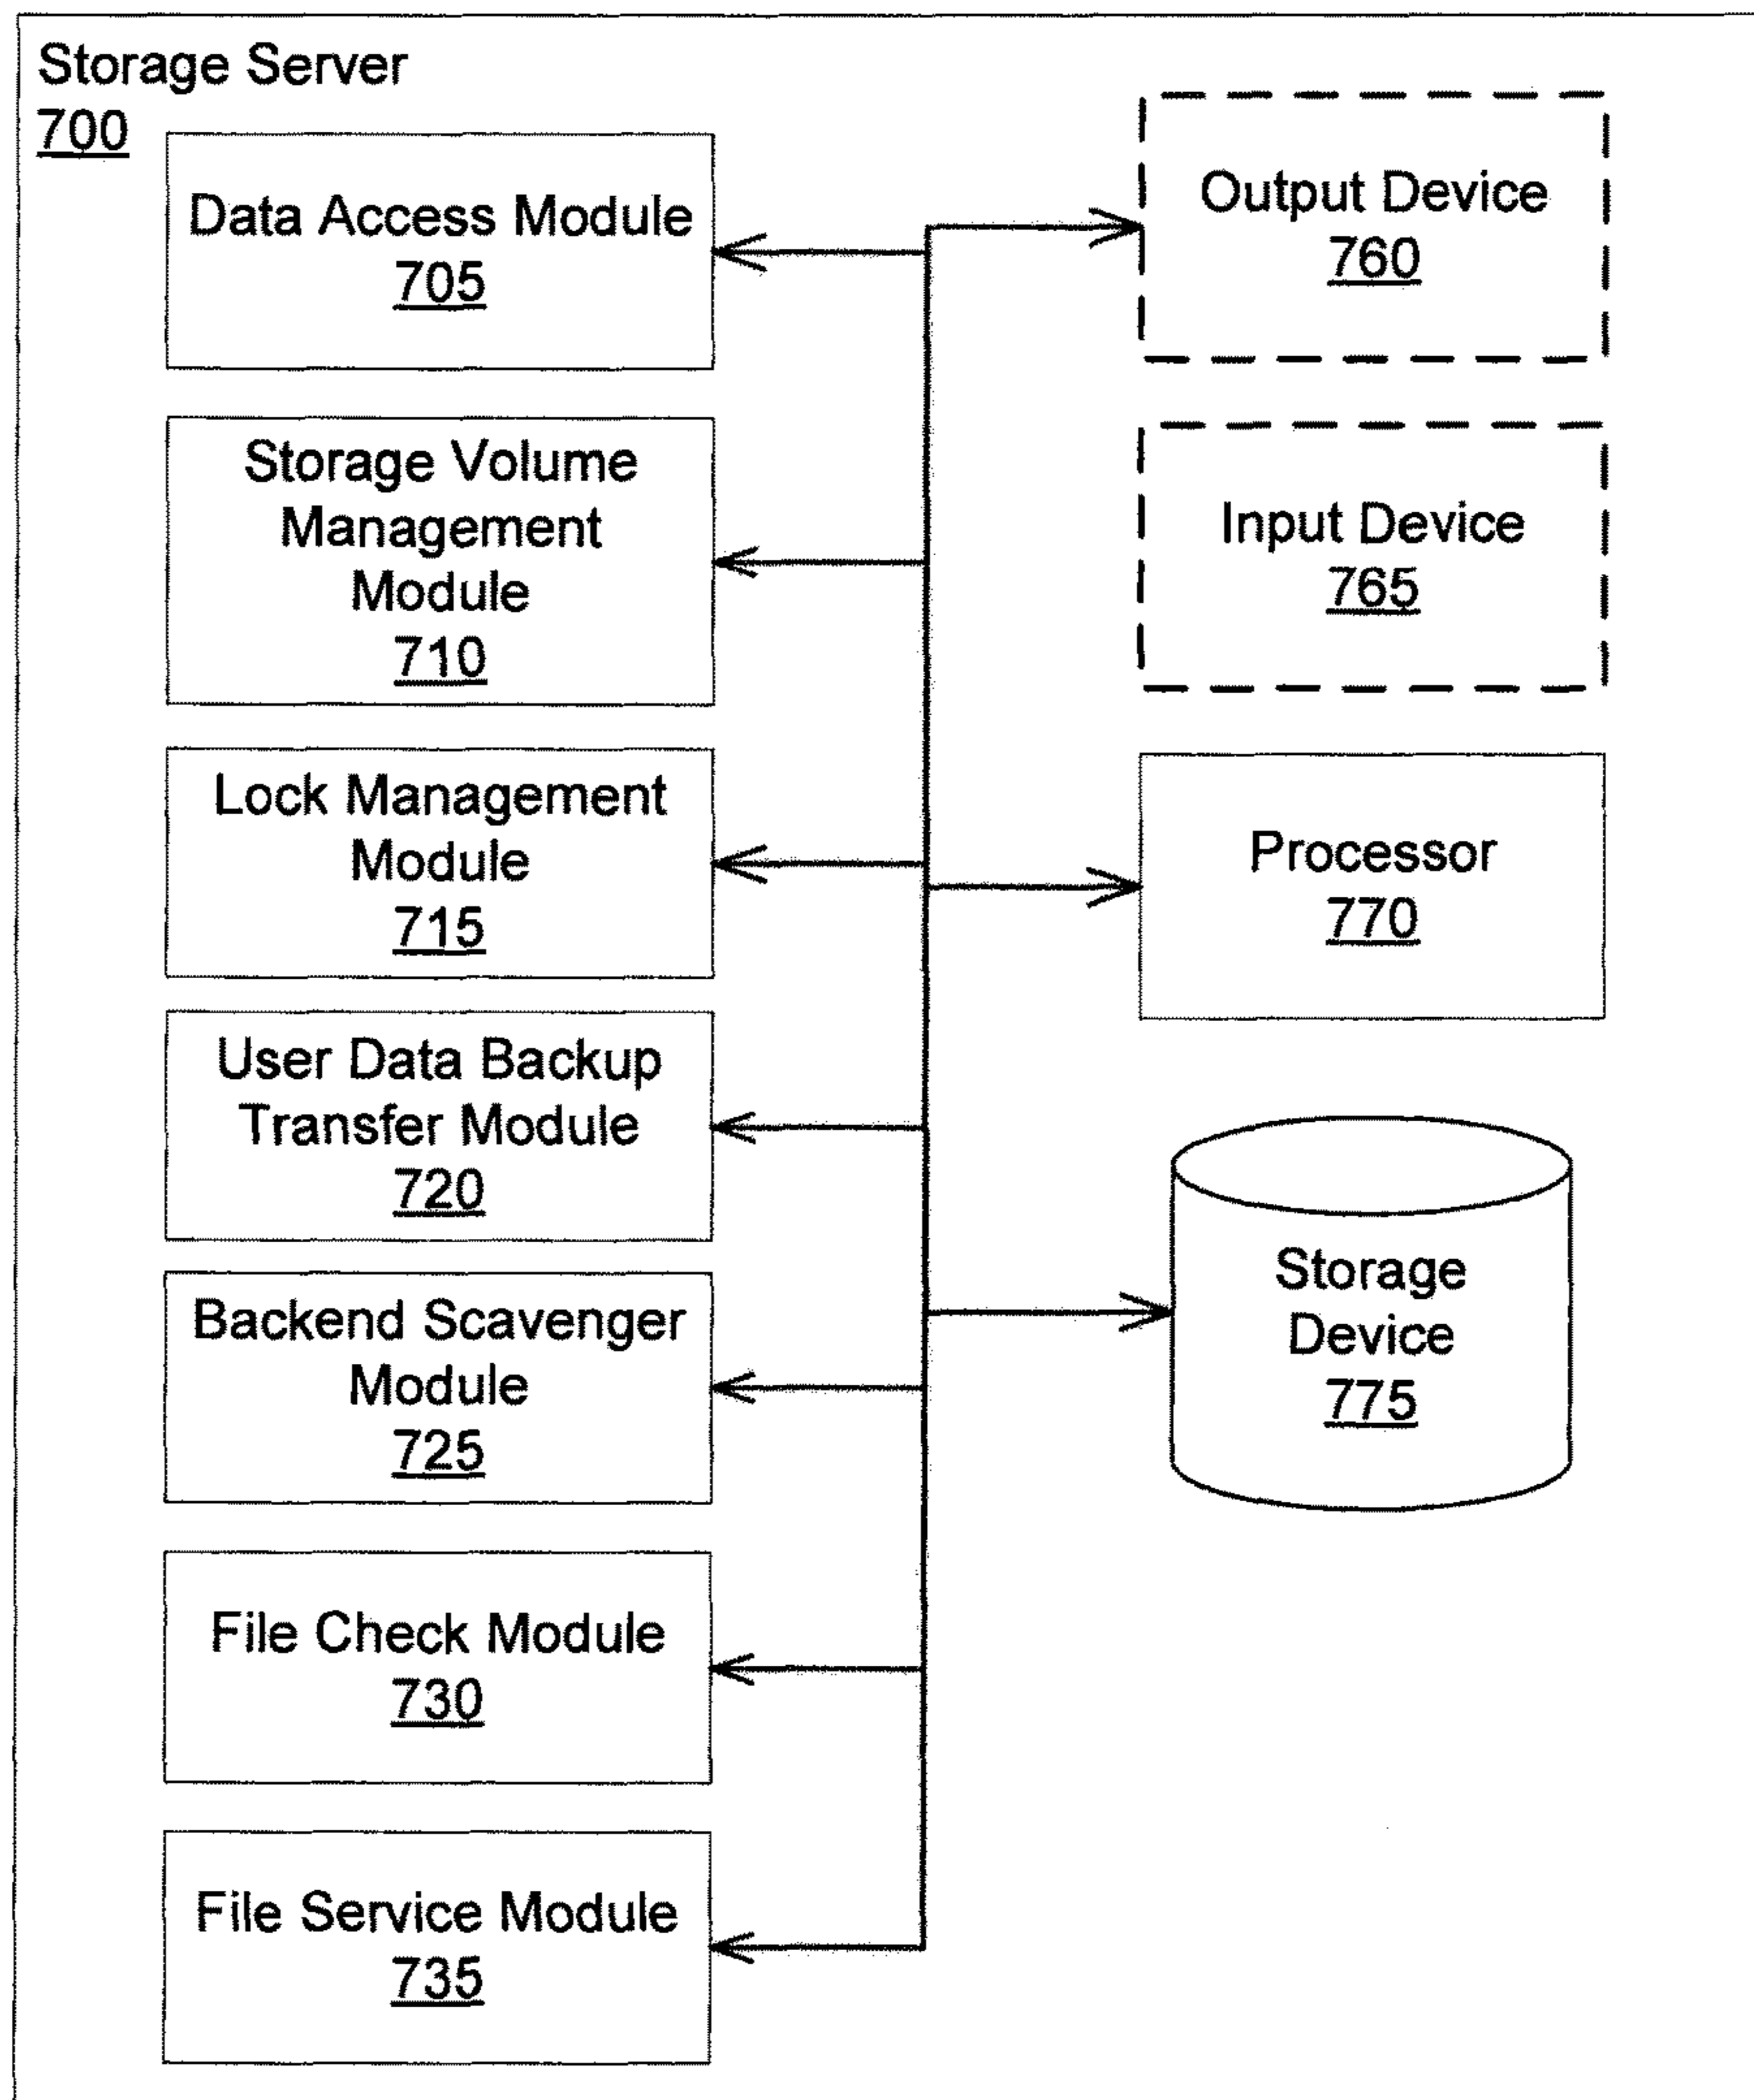 Storage Server
700
Data Access Module
705
Storage Volume
Management
Module
710
Lock Management
Module
715
User Data Backup
Transfer Module
720
Backend Scavenger
Module
725
File Check Module
730
File Service Module
735
Output Device
760
Input Device
765
Processor
770
Storage
Device
775